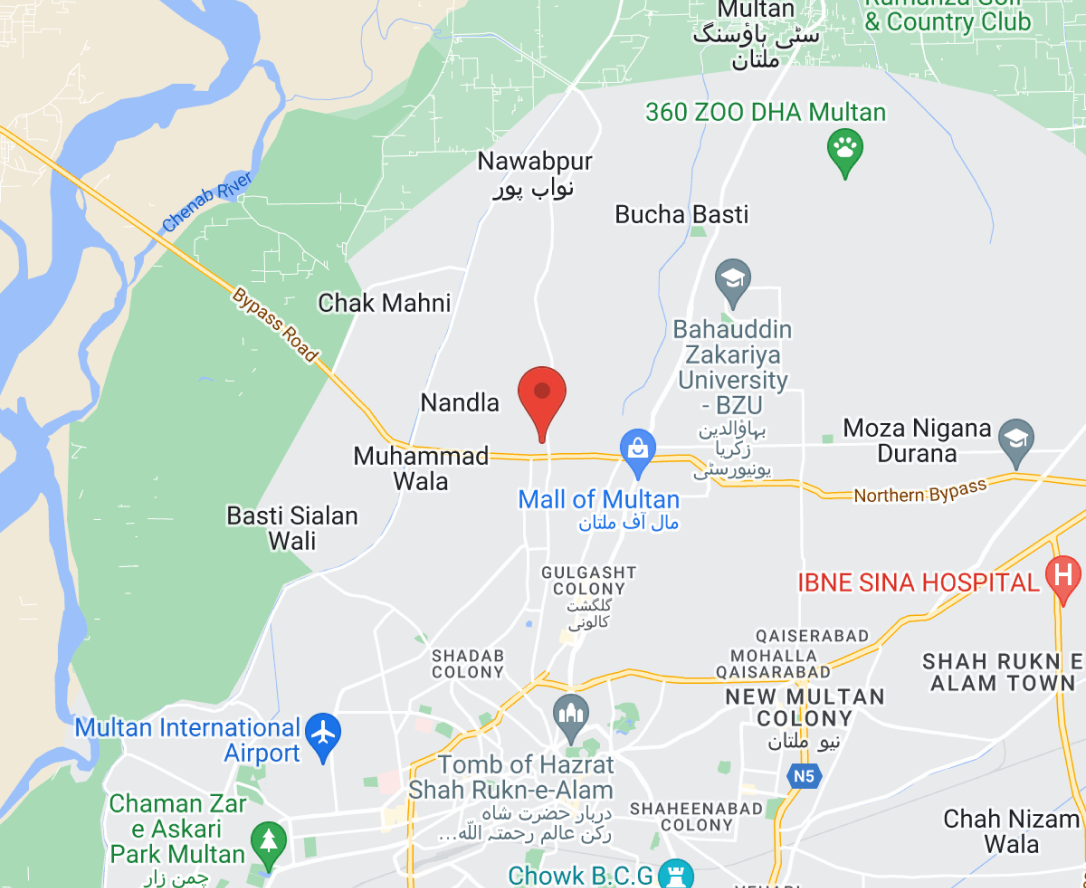 Multan
سٹی ہاؤسنگ
ملتان
& Country Club
360 ZOO DHA Multan
Nawabpur
نواب پور
Chenab River
Bucha Basti
Chak Mahni
Bypass Road
Bahauddin
Zakariya
University
- BZU
بہاؤالدین
زکریا
یونیورسٹی
Nandla
Muhammad
Wala
Moza Nigana
Durana
Mall of Multan
مال آف ملتان
Northern Bypass
Basti Sialan
Wali
GULGASHT
COLONY
گلگشت
کالونی
IBNE SINA HOSPITAL
QAISERABAD
MOHALLA
QAISARABAD
SHADAB
COLONY
SHAH RUKN E
ALAM TOWN
NEW MULTAN
COLONY
نیو ملتان
Multan International
Airport
Tomb of Hazrat
Shah Rukn-e-Alam
دربار حضرت شاہ
رکن عالم رحمتہ اللّه...
N5
Chaman Zar
e Askari
Park Multan
چمن زار
SHAHEENABAD
COLONY
Chah Nizam
Wala
Chowk B.C.G